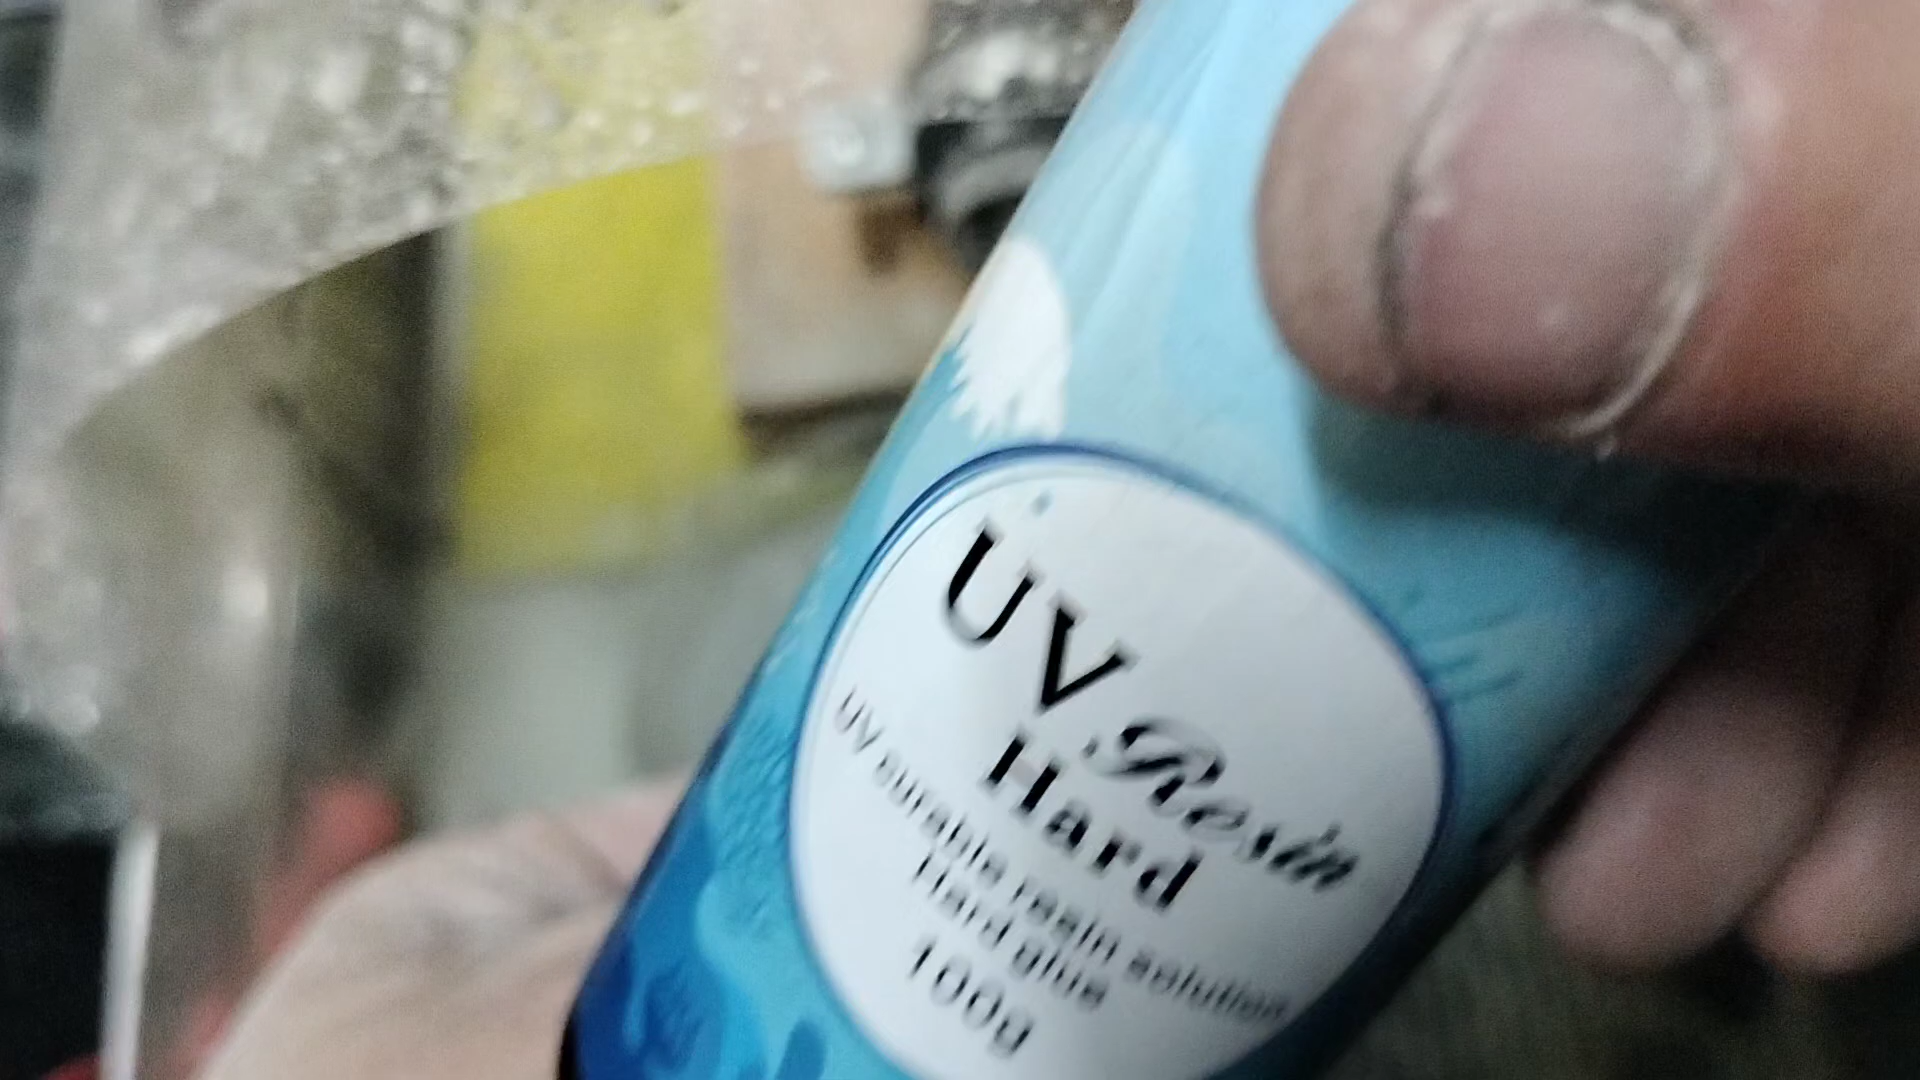 UV Resin
Hard
UV curable resin solution
Hard glue
100g